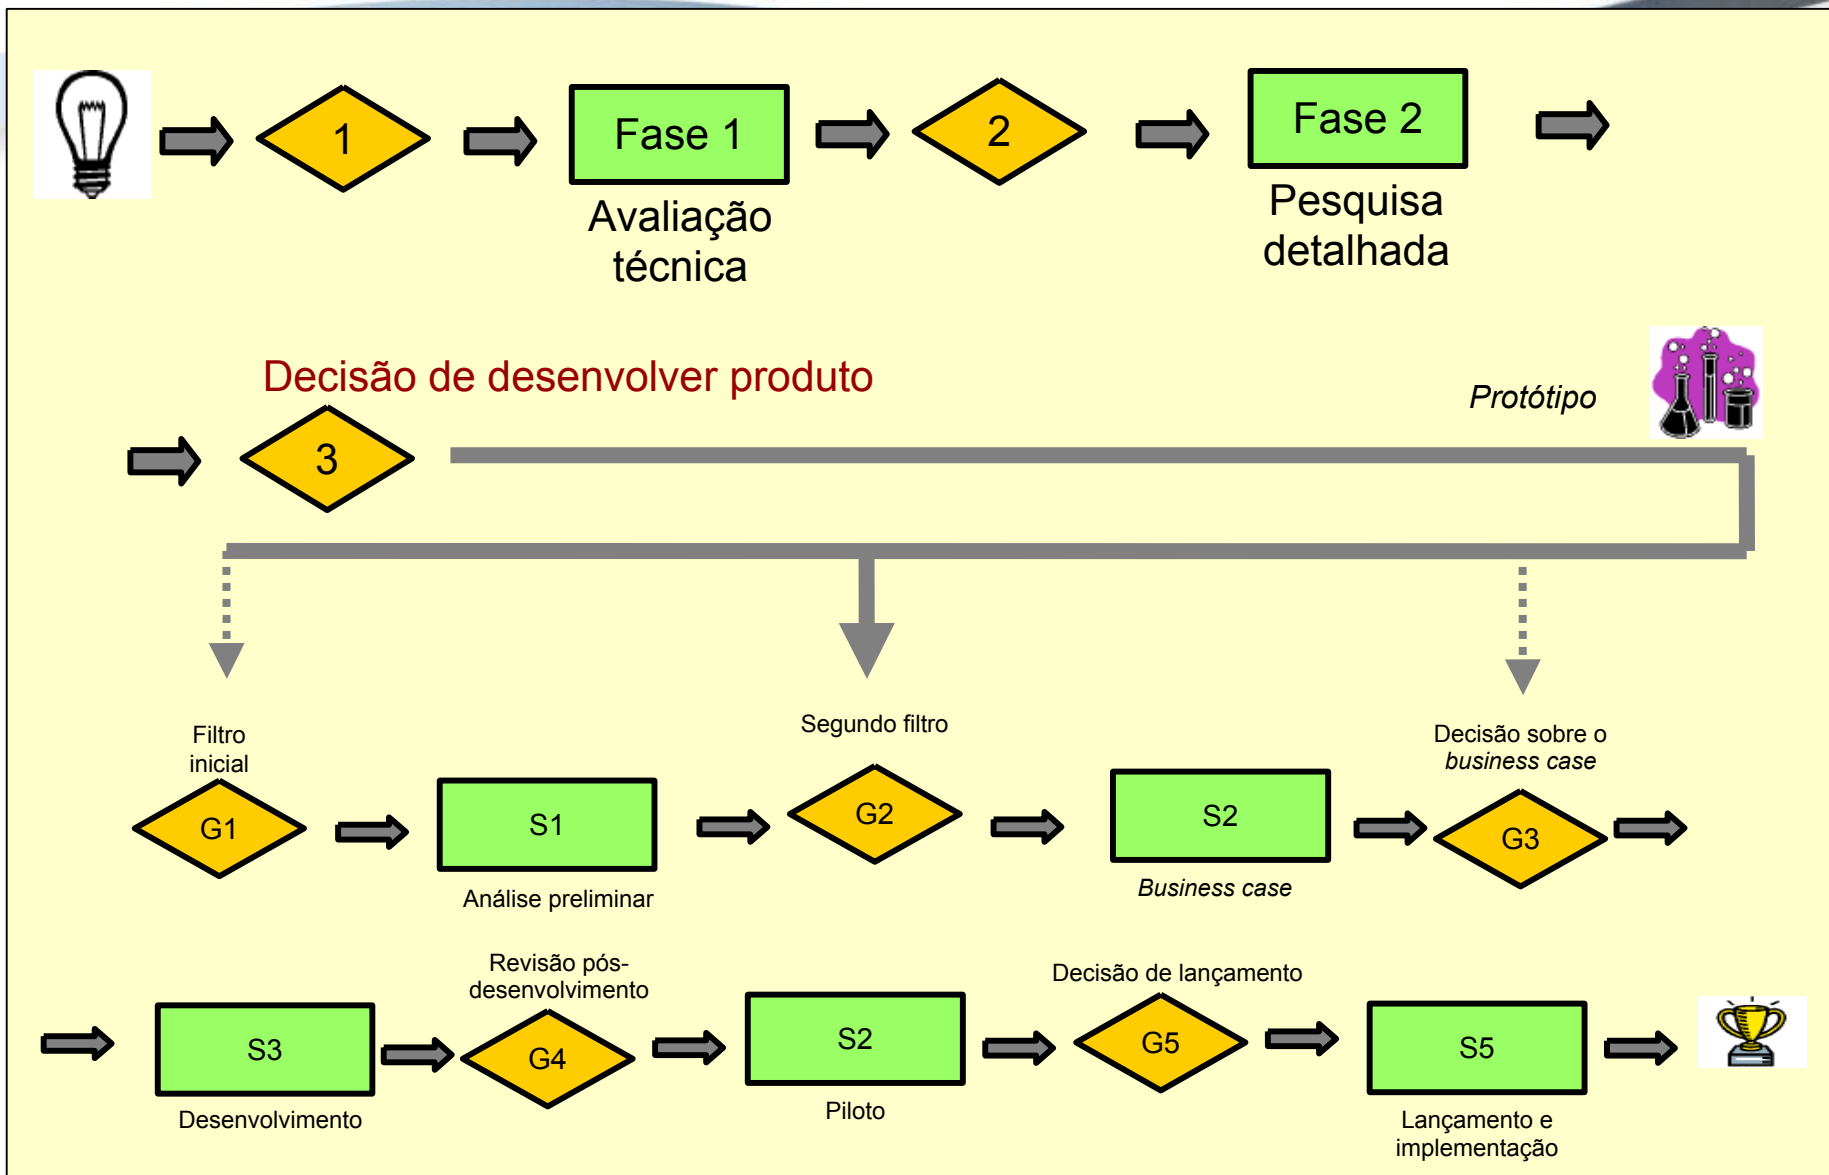 1
Fase 1
2
Fase 2
Avaliação
técnica
Pesquisa
detalhada
Decisão de desenvolver produto
Protótipo
3
Filtro
inicial
Segundo filtro
Decisão sobre o
business case
G1
S1
G2
S2
G3
Análise preliminar
Business case
Revisão pós-
desenvolvimento
Decisão de lançamento
S3
G4
S2
G5
S5
Desenvolvimento
Piloto
Lançamento e
implementação